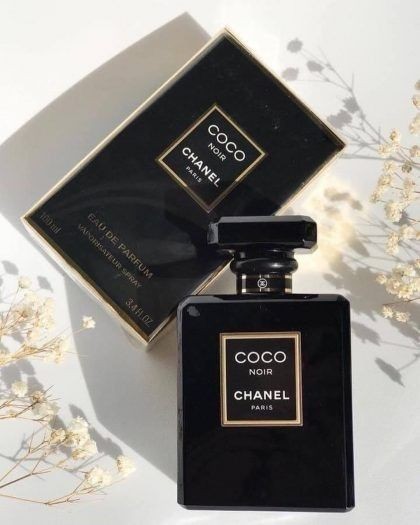 COCO
NOIR
CHANEL
PARIS
100 ml
EAU DE PARFUM
VAPORISATEUR SPRAY
3.4 FL.OZ.
COCO
NOIR
CHANEL
PARIS